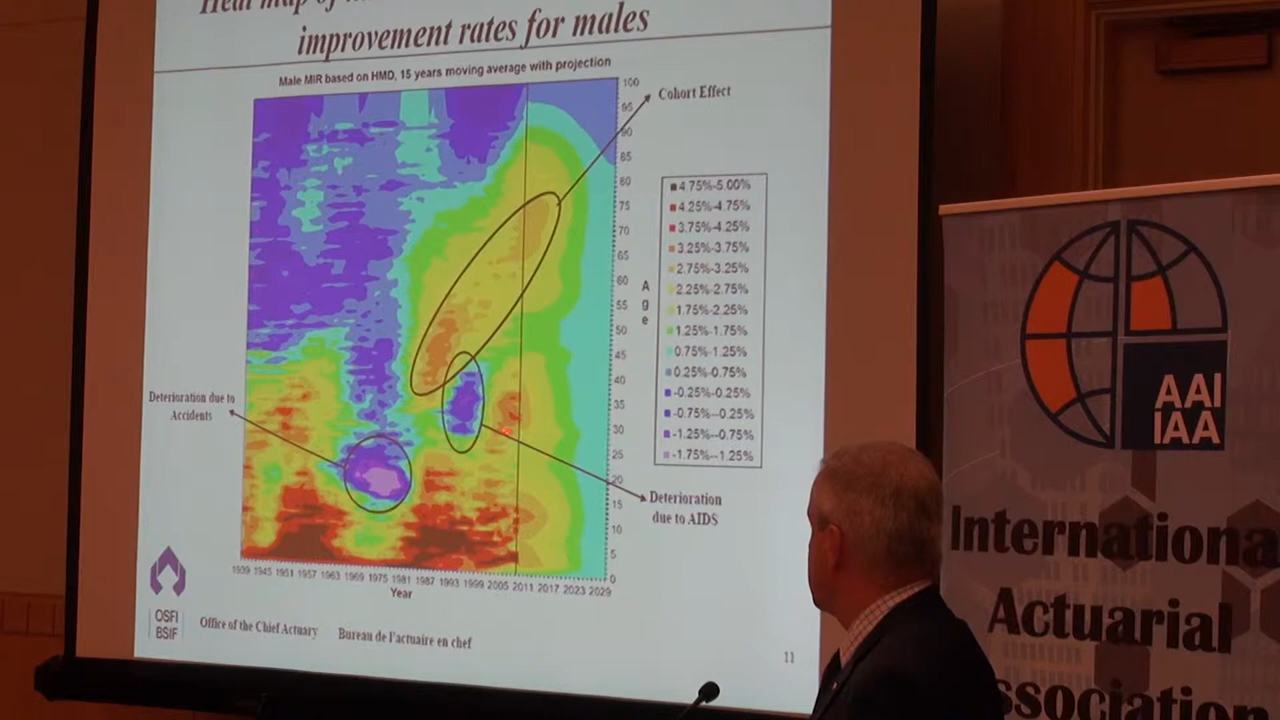 Heat map of
improvement rates for males
Male MIR based on HMD, 15 years moving average with projection
100
95
90
85
80
75
70
65
60
55
50
45
40
35
30
25
20
15
10
5
0
Age
Cohort Effect
4.75%-5.00%
4.25%-4.75%
3.75%-4.25%
3.25%-3.75%
2.75%-3.25%
2.25%-2.75%
1.75%-2.25%
1.25%-1.75%
0.75%-1.25%
0.25%-0.75%
-0.25%-0.25%
-0.75%--0.25%
-1.25%--0.75%
-1.75%--1.25%
Deterioration due to
Accidents
Deterioration
due to AIDS
1939 1945 1951 1957 1963 1969 1975 1981 1987 1993 1999 2005 2011 2017 2023 2029
Year
OSFI
BSIF
Office of the Chief Actuary Bureau de l'actuaire en chef
11
AAI
IAA
Internationa
Actuarial
ssociation